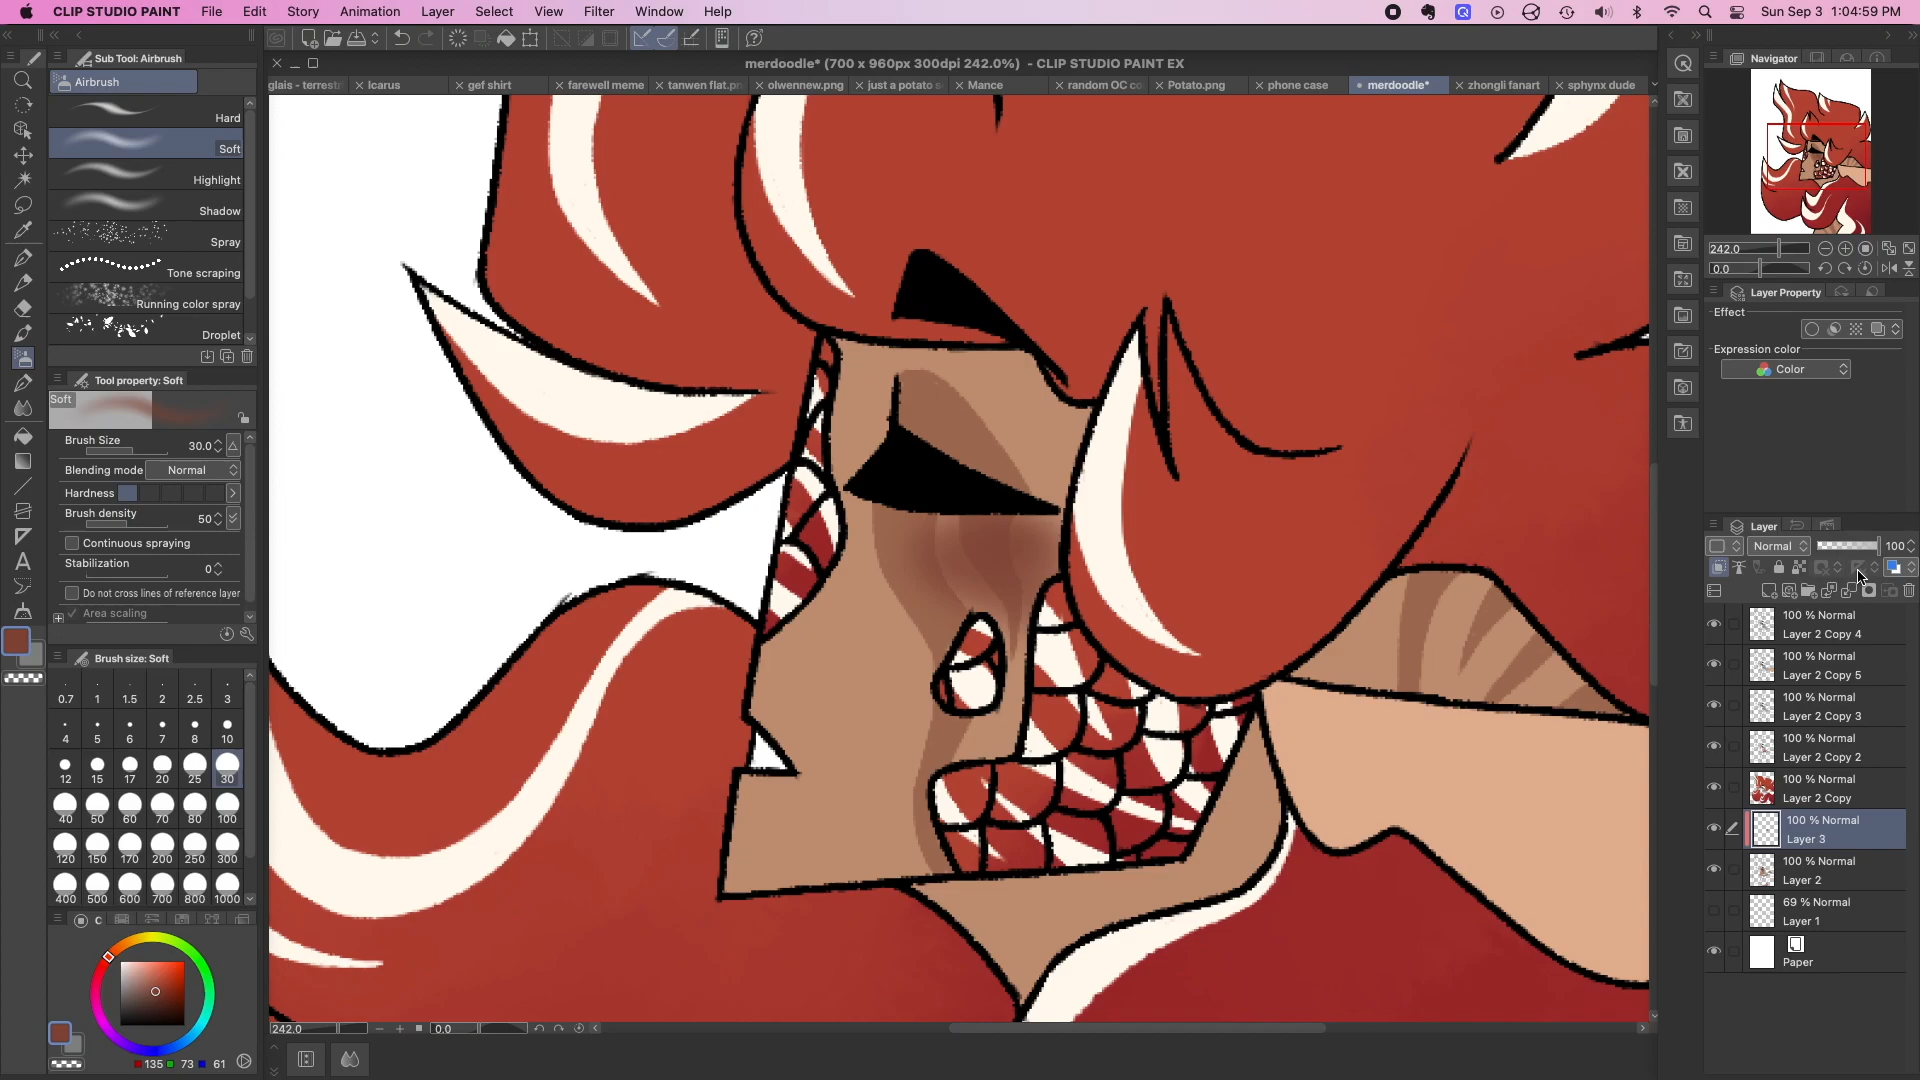 CLIP STUDIO PAINT File Edit Story Animation Layer Select View Filter Window Help Sun Sep 3 1:04:59 PM
Sub Tool: Airbrush
Airbrush
Hard
Soft
Highlight
Shadow
Spray
Tone scraping
Running color spray
Droplet
Tool property: Soft
Soft
Brush Size 30.0
Blending mode Normal
Hardness
Brush density 50
Continuous spraying
Stabilization 0
Do not cross lines of reference layer
Area scaling
Brush size: Soft
0.7 1 1.5 2 2.5 3
4 5 6 7 8 10
12 15 17 20 25 30
40 50 60 70 80 100
120 150 170 200 250 300
400 500 600 700 800 1000
C
135 73 61
merdoodle* (700 x 960px 300dpi 242.0%) - CLIP STUDIO PAINT EX
glais - terrest Icarus gef shirt farewell meme tanwen flat.pn olwennew.png just a potato s Mance random OC co Potato.png phone case merdoodle* zhongli fanart sphynx dude
242.0 0.0
Navigator
242.0
0.0
Layer Property
Effect
Expression color
Color
Layer
Normal 100
100 % Normal
Layer 2 Copy 4
100 % Normal
Layer 2 Copy 5
100 % Normal
Layer 2 Copy 3
100 % Normal
Layer 2 Copy 2
100 % Normal
Layer 2 Copy
100 % Normal
Layer 3
100 % Normal
Layer 2
69 % Normal
Layer 1
Paper